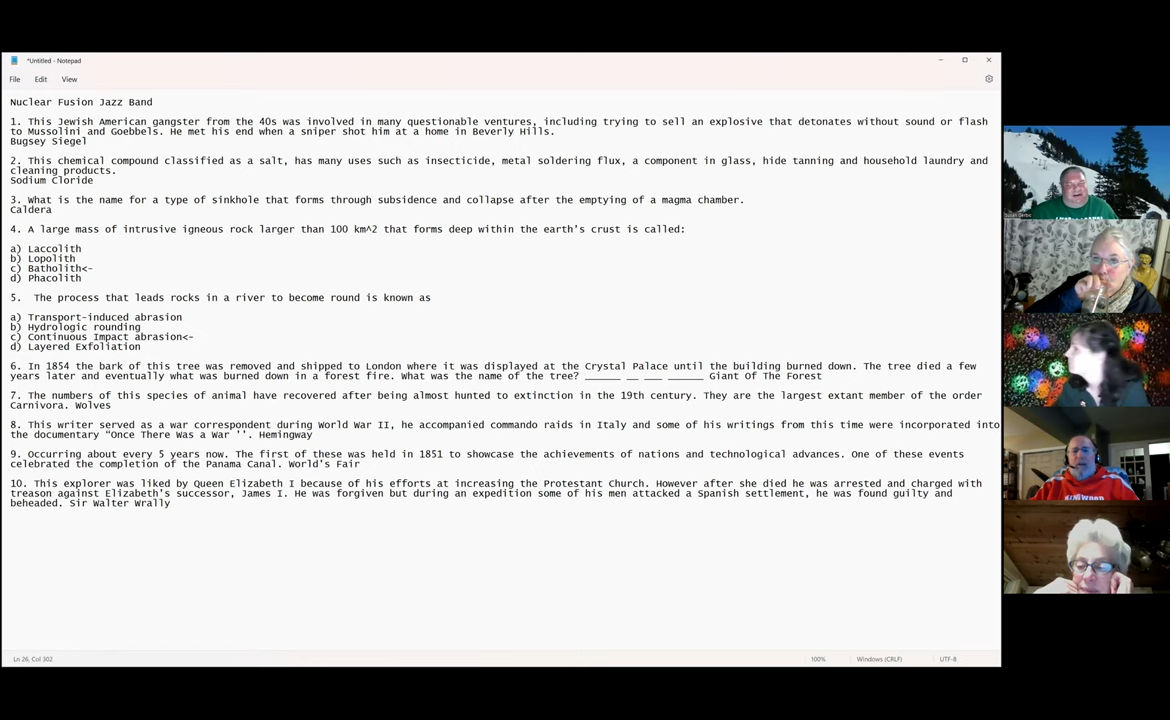 *Untitled - Notepad
File Edit View
Nuclear Fusion Jazz Band
1. This Jewish American gangster from the 40s was involved in many questionable ventures, including trying to sell an explosive that detonates without sound or flash
to Mussolini and Goebbels. He met his end when a sniper shot him at a home in Beverly Hills.
Bugsey Siegel
2. This chemical compound classified as a salt, has many uses such as insecticide, metal soldering flux, a component in glass, hide tanning and household laundry and
cleaning products.
Sodium Cloride
3. What is the name for a type of sinkhole that forms through subsidence and collapse after the emptying of a magma chamber.
Caldera
4. A large mass of intrusive igneous rock larger than 100 km^2 that forms deep within the earth's crust is called:
a) Laccolith
b) Lopolith
c) Batholith<-
d) Phacolith
5.  The process that leads rocks in a river to become round is known as
a) Transport-induced abrasion
b) Hydrologic rounding
c) Continuous Impact abrasion<-
d) Layered Exfoliation
6. In 1854 the bark of this tree was removed and shipped to London where it was displayed at the Crystal Palace until the building burned down. The tree died a few
years later and eventually what was burned down in a forest fire. What was the name of the tree? ______ __ ___ ______ Giant Of The Forest
7. The numbers of this species of animal have recovered after being almost hunted to extinction in the 19th century. They are the largest extant member of the order
Carnivora. Wolves
8. This writer served as a war correspondent during World War II, he accompanied commando raids in Italy and some of his writings from this time were incorporated into
the documentary “Once There Was a War ''. Hemingway
9. Occurring about every 5 years now. The first of these was held in 1851 to showcase the achievements of nations and technological advances. One of these events
celebrated the completion of the Panama Canal. World's Fair
10. This explorer was liked by Queen Elizabeth I because of his efforts at increasing the Protestant Church. However after she died he was arrested and charged with
treason against Elizabeth's successor, James I. He was forgiven but during an expedition some of his men attacked a Spanish settlement, he was found guilty and
beheaded. Sir Walter Wrally
Ln 26, Col 302 100% Windows (CRLF) UTF-8
Susan Gerbic